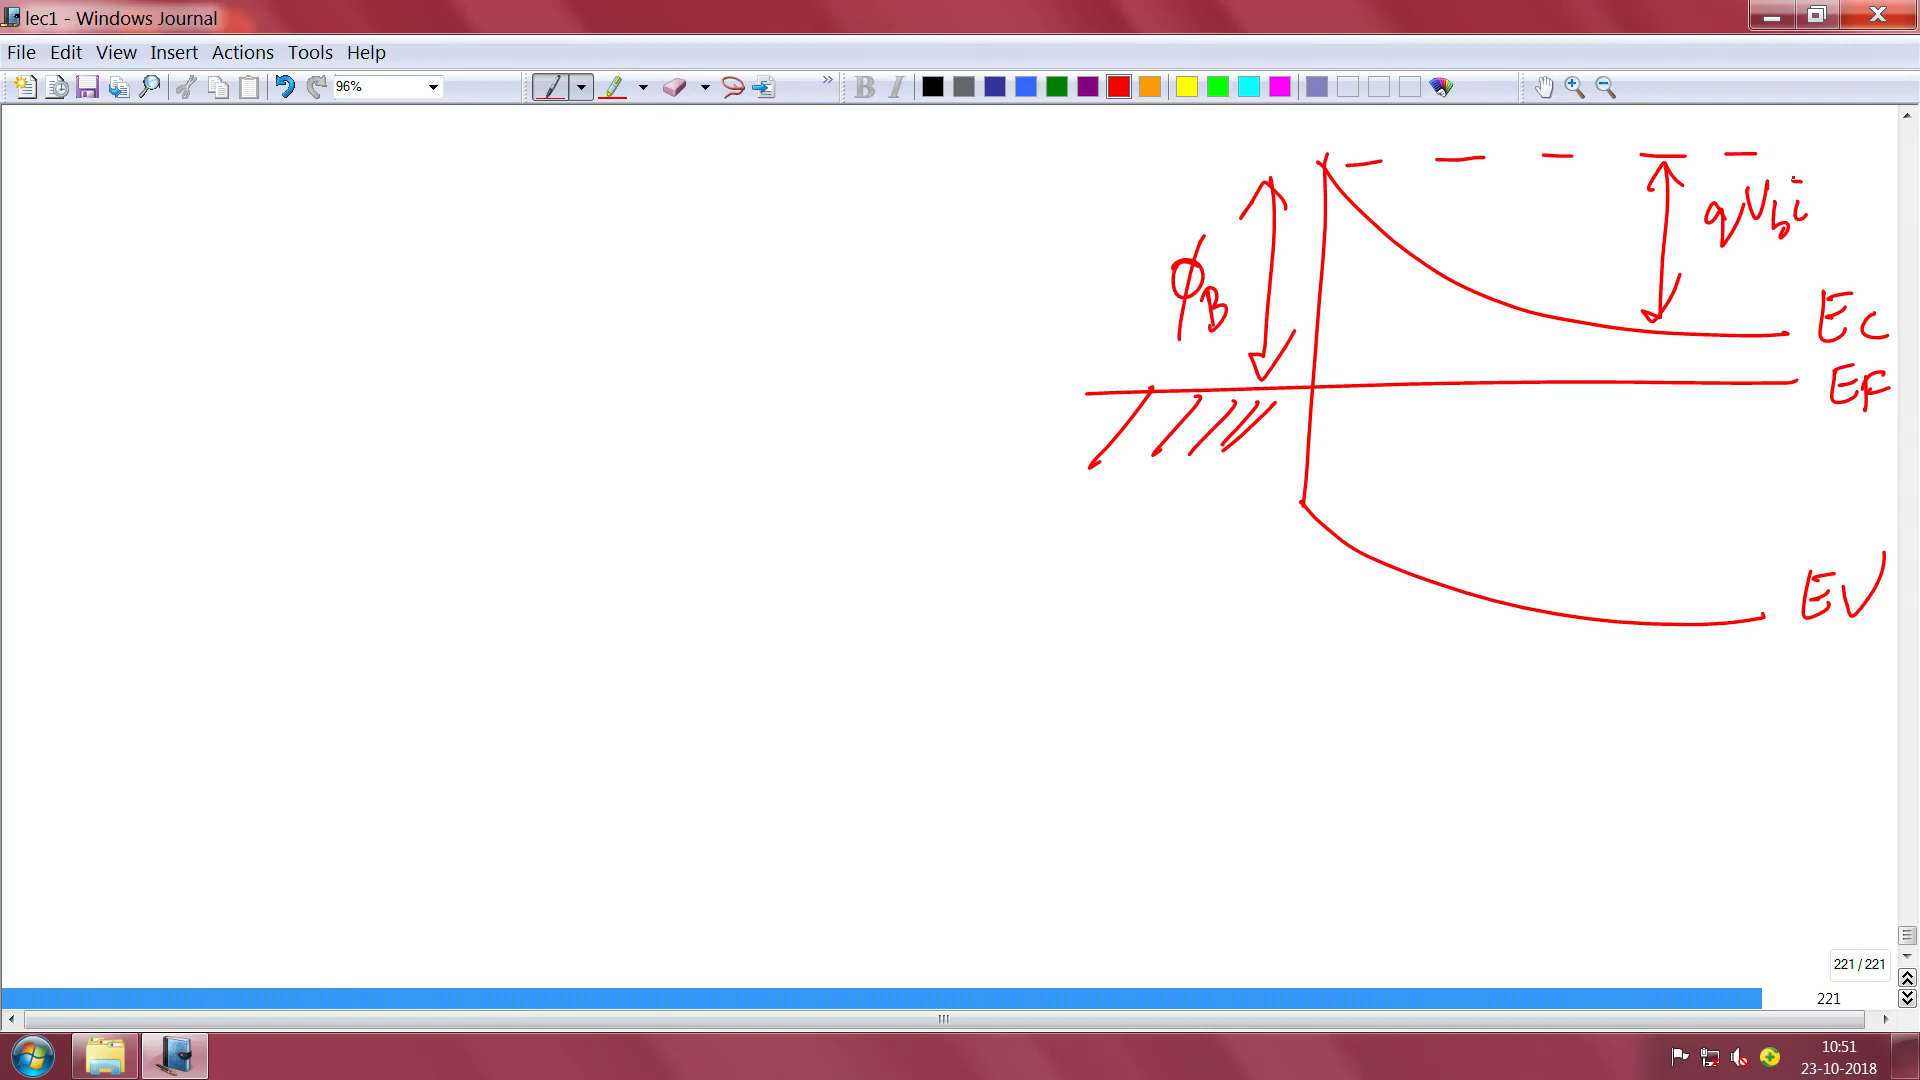 lec1 - Windows Journal
File Edit View Insert Actions Tools Help
96%
B I
qVbi
ϕB
EC
EF
EV
221 / 221
221
10:51
23-10-2018